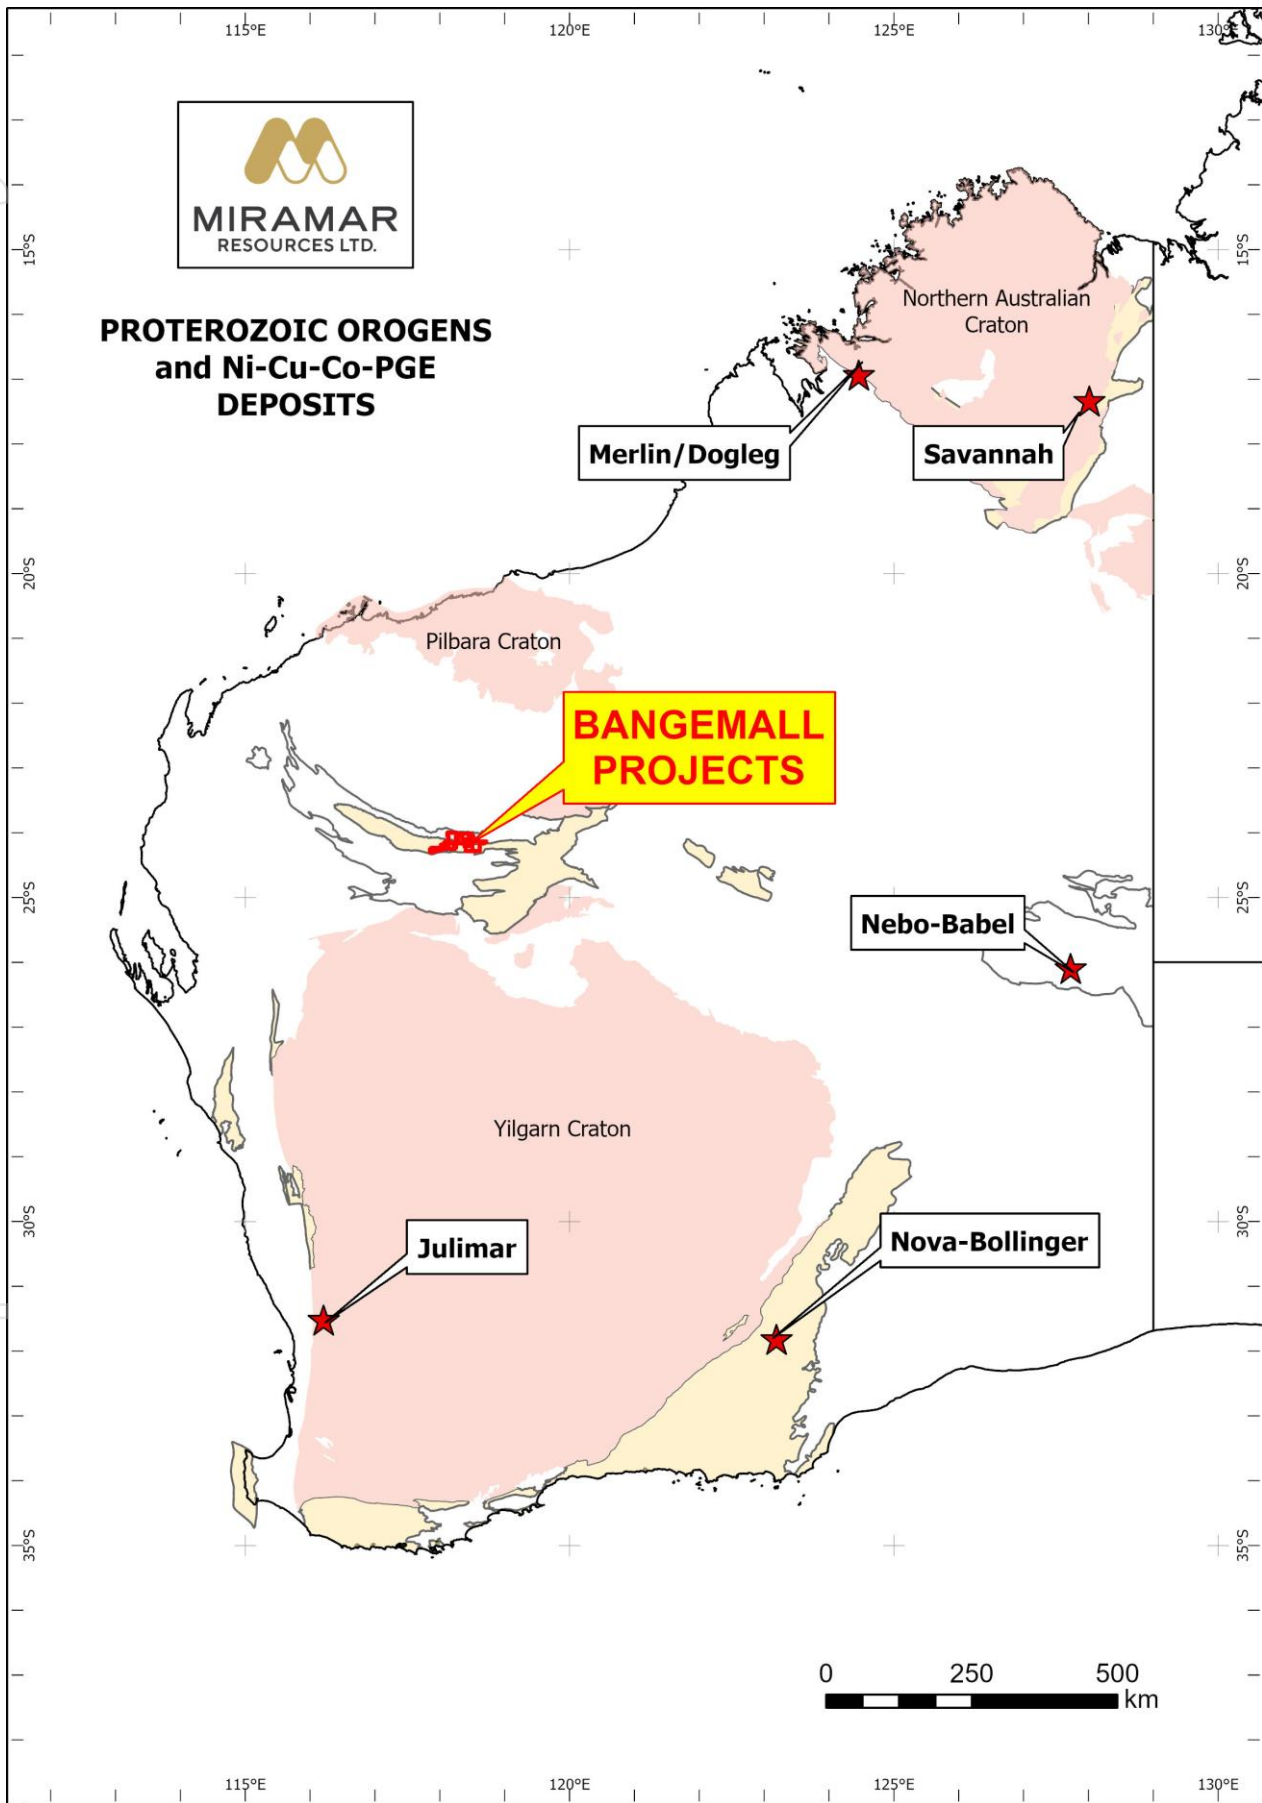 115°E
120°E
125°E
130°E
MIRAMAR
RESOURCES LTD.
15°S
15°S
PROTEROZOIC OROGENS
and Ni-Cu-Co-PGE
DEPOSITS
Northern Australian
Craton
Merlin/Dogleg
Savannah
20°S
20°S
Pilbara Craton
BANGEMALL
PROJECTS
25°S
25°S
Nebo-Babel
Yilgarn Craton
30°S
30°S
Julimar
Nova-Bollinger
35°S
35°S
0 250 500
km
115°E
120°E
125°E
130°E